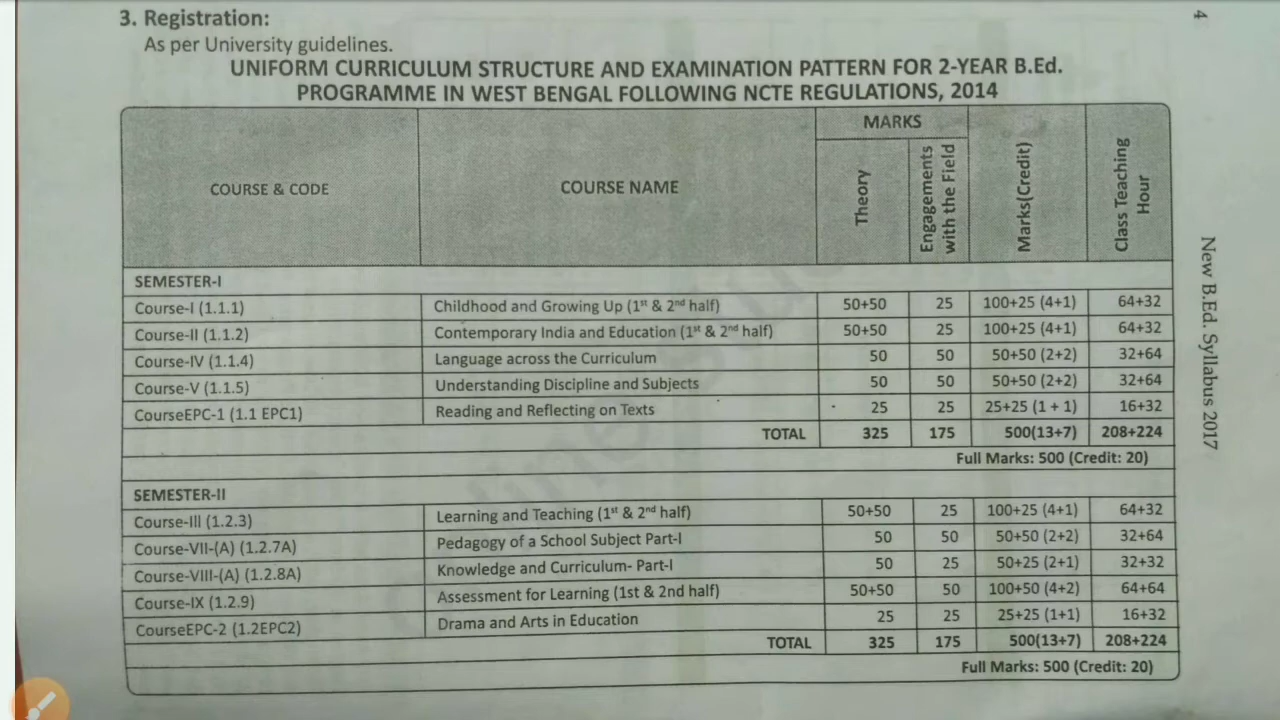 3. Registration:
As per University guidelines.
UNIFORM CURRICULUM STRUCTURE AND EXAMINATION PATTERN FOR 2-YEAR B.Ed.
PROGRAMME IN WEST BENGAL FOLLOWING NCTE REGULATIONS, 2014
COURSE & CODE COURSE NAME MARKS Theory Engagements with the Field Marks(Credit) Class Teaching Hour
SEMESTER-I
Course-I (1.1.1) Childhood and Growing Up (1st & 2nd half) 50+50 25 100+25 (4+1) 64+32
Course-II (1.1.2) Contemporary India and Education (1st & 2nd half) 50+50 25 100+25 (4+1) 64+32
Course-IV (1.1.4) Language across the Curriculum 50 50 50+50 (2+2) 32+64
Course-V (1.1.5) Understanding Discipline and Subjects 50 50 50+50 (2+2) 32+64
CourseEPC-1 (1.1 EPC1) Reading and Reflecting on Texts 25 25 25+25 (1 + 1) 16+32
TOTAL 325 175 500(13+7) 208+224
Full Marks: 500 (Credit: 20)
SEMESTER-II
Course-III (1.2.3) Learning and Teaching (1st & 2nd half) 50+50 25 100+25 (4+1) 64+32
Course-VII-(A) (1.2.7A) Pedagogy of a School Subject Part-I 50 50 50+50 (2+2) 32+64
Course-VIII-(A) (1.2.8A) Knowledge and Curriculum- Part-I 50 25 50+25 (2+1) 32+32
Course-IX (1.2.9) Assessment for Learning (1st & 2nd half) 50+50 50 100+50 (4+2) 64+64
CourseEPC-2 (1.2EPC2) Drama and Arts in Education 25 25 25+25 (1+1) 16+32
TOTAL 325 175 500(13+7) 208+224
Full Marks: 500 (Credit: 20)
4
New B.Ed. Syllabus 2017